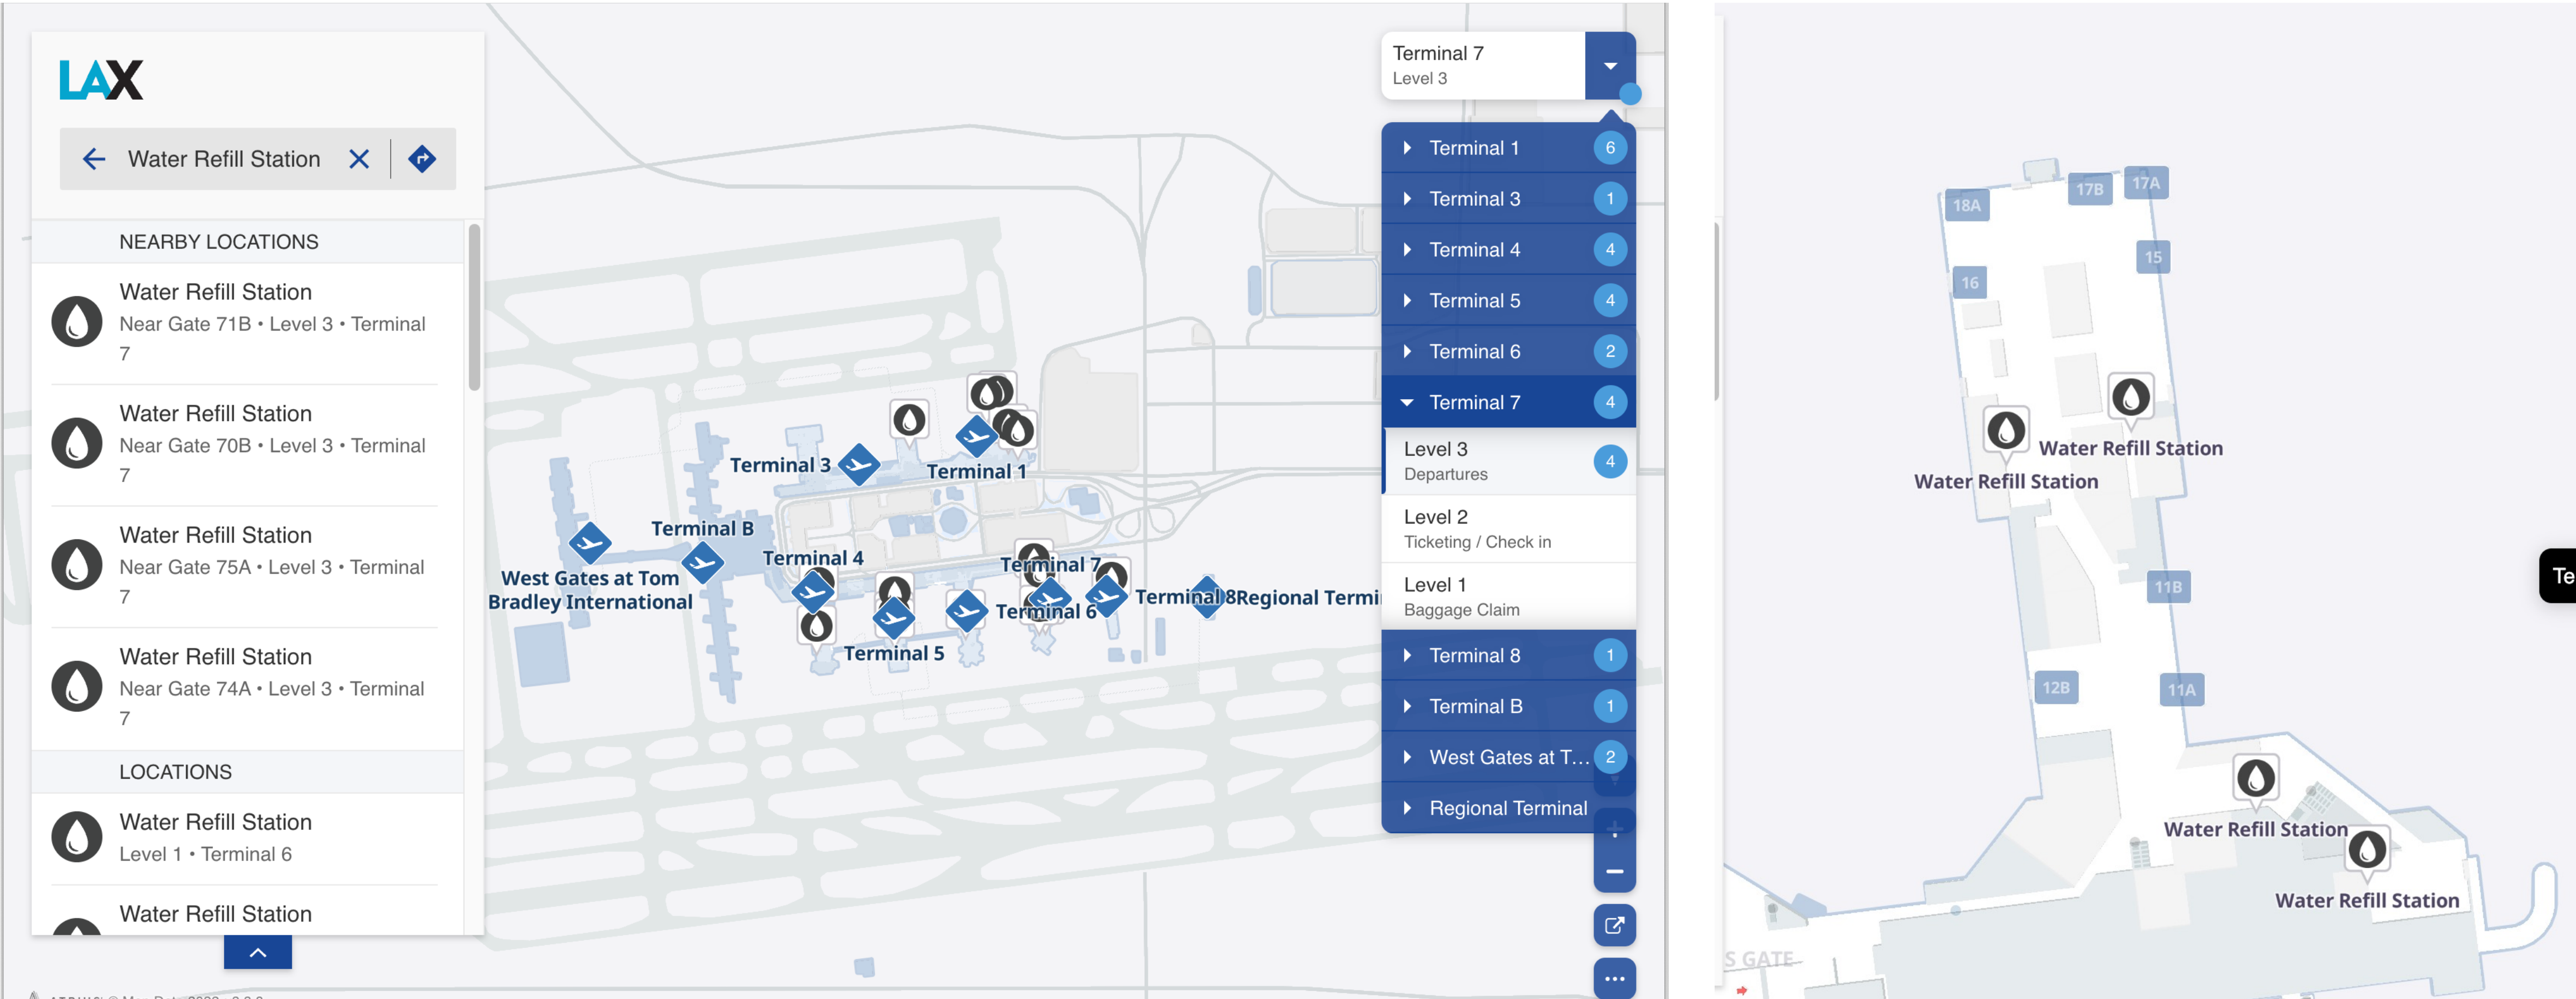 LAX
Water Refill Station
NEARBY LOCATIONS
Water Refill Station
Near Gate 71B • Level 3 • Terminal
7
Water Refill Station
Near Gate 70B • Level 3 • Terminal
7
Water Refill Station
Near Gate 75A • Level 3 • Terminal
7
Water Refill Station
Near Gate 74A • Level 3 • Terminal
7
LOCATIONS
Water Refill Station
Level 1 • Terminal 6
Water Refill Station
Terminal 3
Terminal 1
Terminal B
Terminal 4
West Gates at Tom
Bradley International
Terminal 7
Terminal 6
Terminal 8
Regional Termi
Terminal 5
Terminal 7
Level 3
Terminal 1 6
Terminal 3 1
Terminal 4 4
Terminal 5 4
Terminal 6 2
Terminal 7 4
Level 3 4
Departures
Level 2
Ticketing / Check in
Level 1
Baggage Claim
Terminal 8 1
Terminal B 1
West Gates at T... 2
Regional Terminal
18A
17B
17A
15
16
Water Refill Station
Water Refill Station
11B
12B
11A
Water Refill Station
Water Refill Station
S GATE
Te